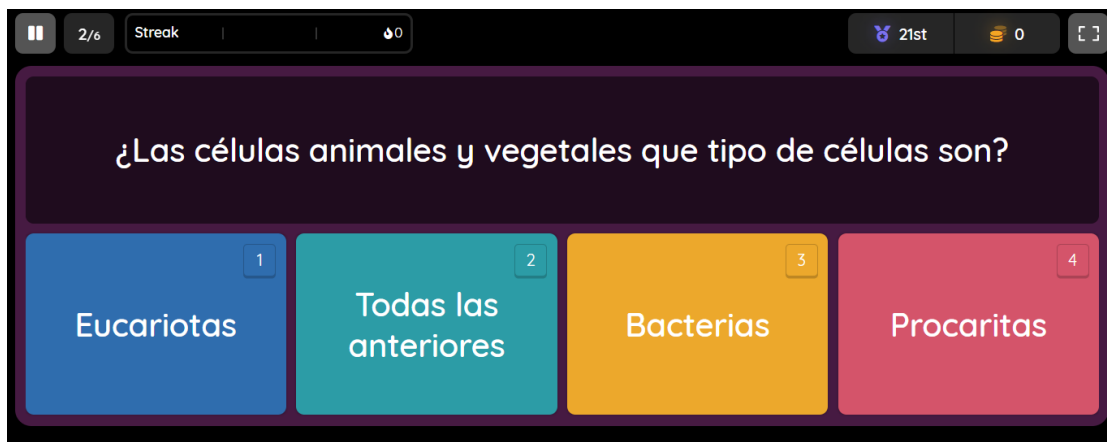 2/6 Streak 0 21st 0
¿Las células animales y vegetales que tipo de células son?
1 2 3 4
Eucariotas
Todas las
anteriores
Bacterias
Procaritas